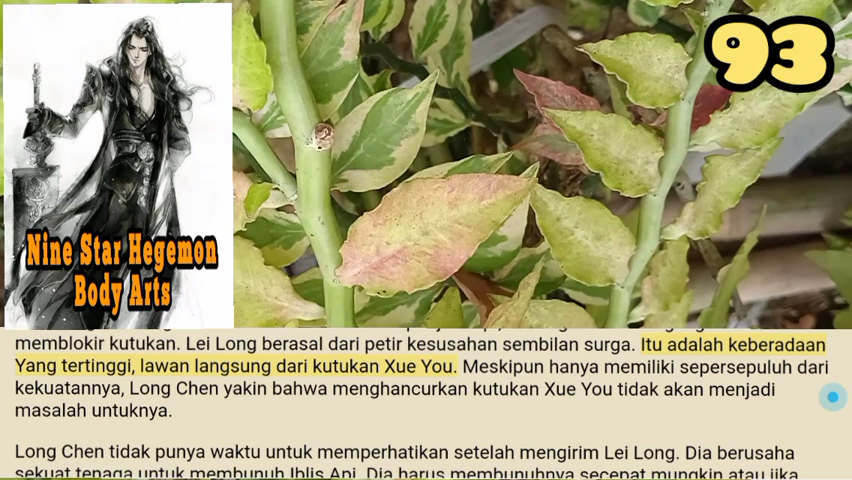 93
Nine Star Hegemon
Body Arts
memblokir kutukan. Lei Long berasal dari petir kesusahan sembilan surga. Itu adalah keberadaan
Yang tertinggi, lawan langsung dari kutukan Xue You. Meskipun hanya memiliki sepersepuluh dari
kekuatannya, Long Chen yakin bahwa menghancurkan kutukan Xue You tidak akan menjadi
masalah untuknya.
Long Chen tidak punya waktu untuk memperhatikan setelah mengirim Lei Long. Dia berusaha
sekuat tenaga untuk membunuh Iblis Api. Dia harus membunuhnya secepat mungkin atau jika